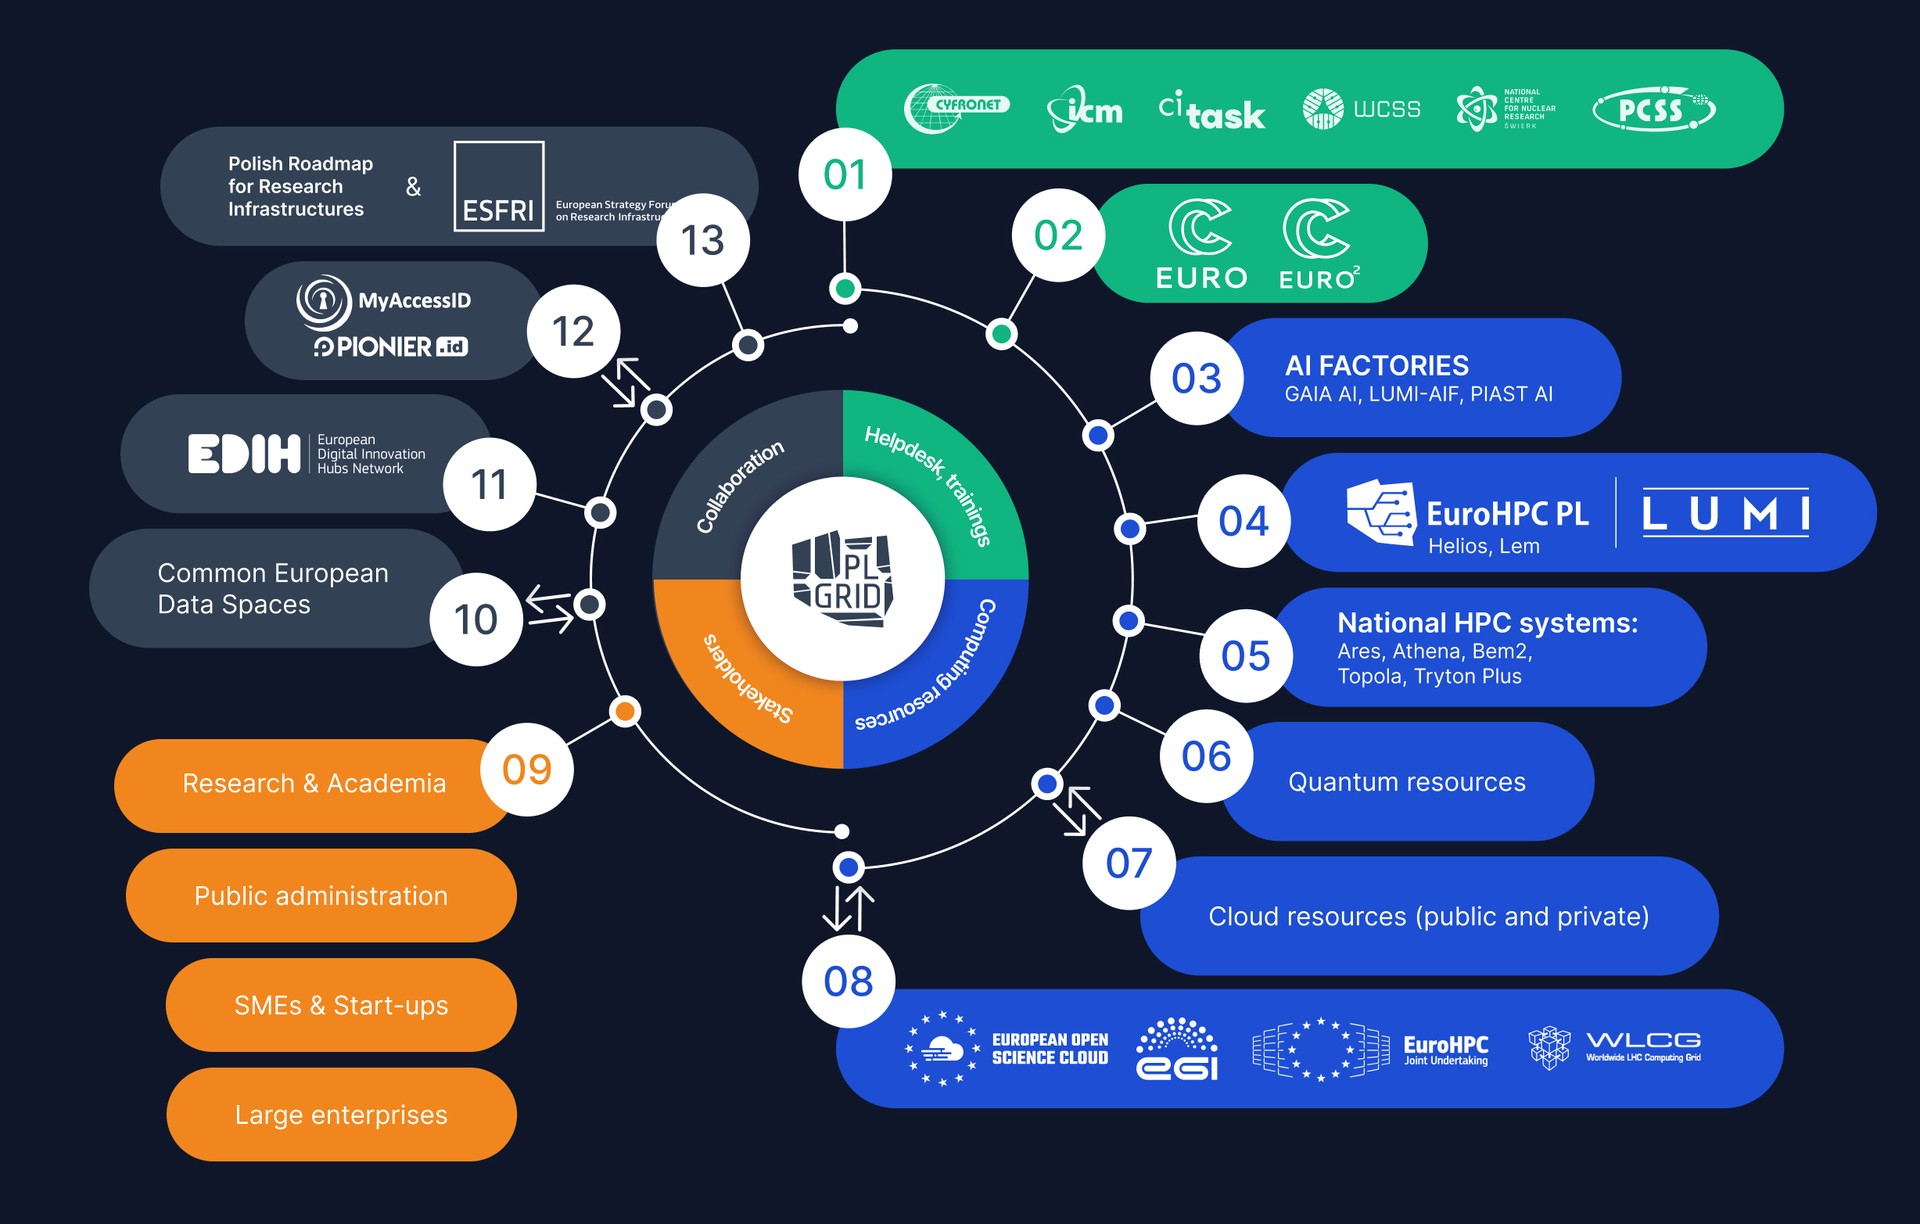 01
CYFRONET
icm
ci task
WCSS
NATIONAL
CENTRE
FOR NUCLEAR
RESEARCH
ŚWIERK
PCSS
02
EURO
EURO²
03
AI FACTORIES
GAIA AI, LUMI-AIF, PIAST AI
04
EuroHPC PL
Helios, Lem
LUMI
05
National HPC systems:
Ares, Athena, Bem2,
Topola, Tryton Plus
06
Quantum resources
07
Cloud resources (public and private)
08
EUROPEAN OPEN
SCIENCE CLOUD
egi
EuroHPC
Joint Undertaking
WLCG
Worldwide LHC Computing Grid
09
Research & Academia
Public administration
SMEs & Start-ups
Large enterprises
10
Common European
Data Spaces
11
EDIH
European
Digital Innovation
Hubs Network
12
MyAccessID
PIONIER.id
13
Polish Roadmap
for Research
Infrastructures
&
ESFRI
European Strategy
on Research
Collaboration
Helpdesk, trainings
Computing resources
Stakeholders
PL
GRID